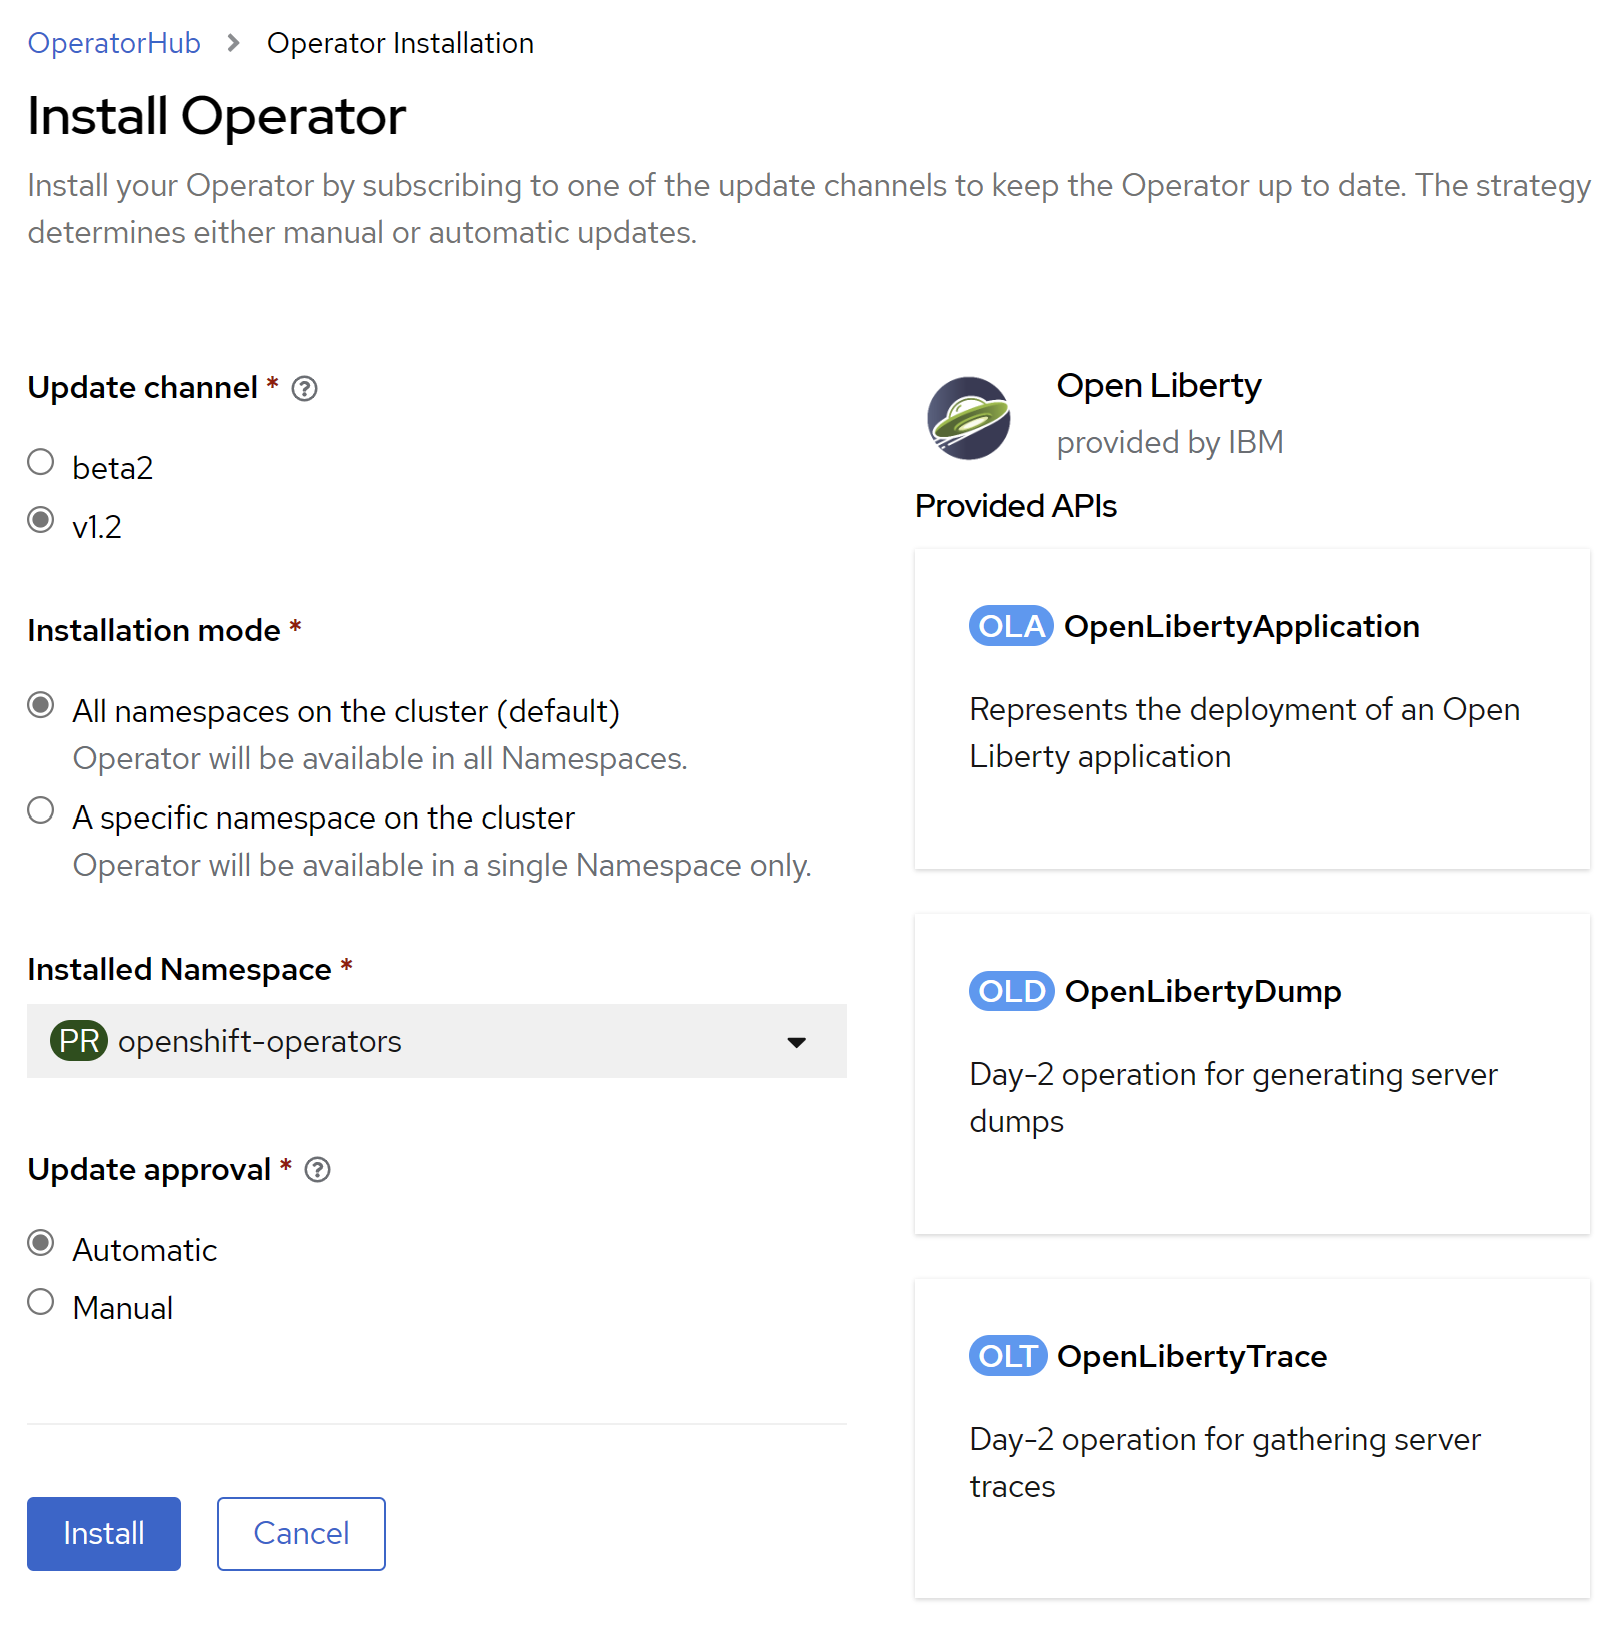 OperatorHub > Operator Installation
Install Operator
Install your Operator by subscribing to one of the update channels to keep the Operator up to date. The strategy
determines either manual or automatic updates.
Update channel *
beta2
v1.2
Installation mode *
All namespaces on the cluster (default)
Operator will be available in all Namespaces.
A specific namespace on the cluster
Operator will be available in a single Namespace only.
Installed Namespace *
PR openshift-operators
Update approval *
Automatic
Manual
Install Cancel
Open Liberty
provided by IBM
Provided APIs
OLA OpenLibertyApplication
Represents the deployment of an Open
Liberty application
OLD OpenLibertyDump
Day-2 operation for generating server
dumps
OLT OpenLibertyTrace
Day-2 operation for gathering server
traces